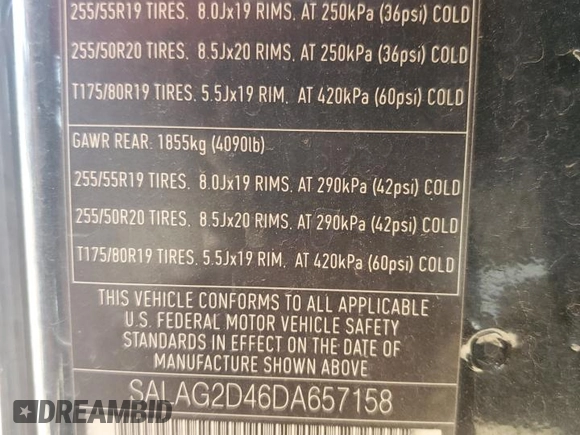 255/55R19 TIRES, 8.0Jx19 RIMS, AT 250kPa (36psi) COLD
255/50R20 TIRES, 8.5Jx20 RIMS, AT 250kPa (36psi) COLD
T175/80R19 TIRES, 5.5Jx19 RIM, AT 420kPa (60psi) COLD
GAWR REAR: 1855kg (4090lb)
255/55R19 TIRES, 8.0Jx19 RIMS, AT 290kPa (42psi) COLD
255/50R20 TIRES, 8.5Jx20 RIMS, AT 290kPa (42psi) COLD
T175/80R19 TIRES, 5.5Jx19 RIM, AT 420kPa (60psi) COLD
THIS VEHICLE CONFORMS TO ALL APPLICABLE
U.S. FEDERAL MOTOR VEHICLE SAFETY
STANDARDS IN EFFECT ON THE DATE OF
MANUFACTURE SHOWN ABOVE
SALAG2D46DA657158
DREAMBID